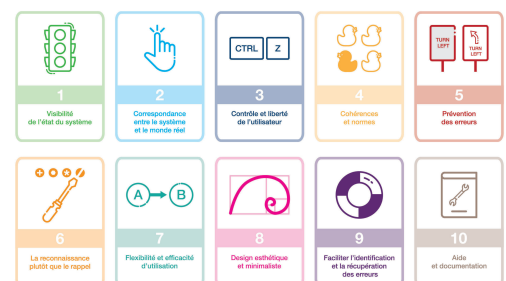 TURN
LEFT
TURN
LEFT
CTRL
Z
1
Visibilité
de l'état du système
2
Correspondance
entre le système
et le monde réel
3
Contrôle et liberté
de l'utilisateur
4
Cohérences
et normes
5
Prévention
des erreurs
A
B
6
La reconnaissance
plutôt que le rappel
7
Flexibilité et efficacité
d'utilisation
8
Design esthétique
et minimaliste
9
Faciliter l'identification
et la récupération
des erreurs
10
Aide
et documentation